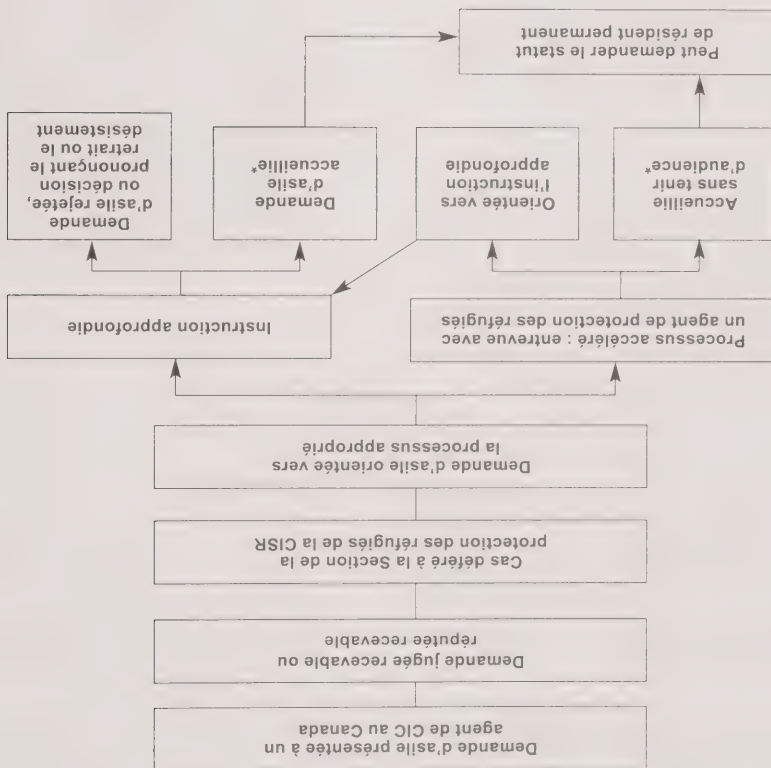 Demande d'asile présentée à un
agent de CIC au Canada
Demande jugée recevable ou
réputée recevable
Cas déféré à la Section de la
protection des réfugiés de la CISR
Demande d'asile orientée vers
la processus approprié
Processus accéléré : entrevue avec
un agent de protection des réfugiés
Instruction approfondie
Accueillie
sans tenir
d'audience*
Orientée vers
l'instruction
approfondie
Demande
d'asile
accueillie*
Demande
d'asile rejetée,
ou décision
prononçant le
retrait ou le
désistement
Peut demander le statut
de résident permanent